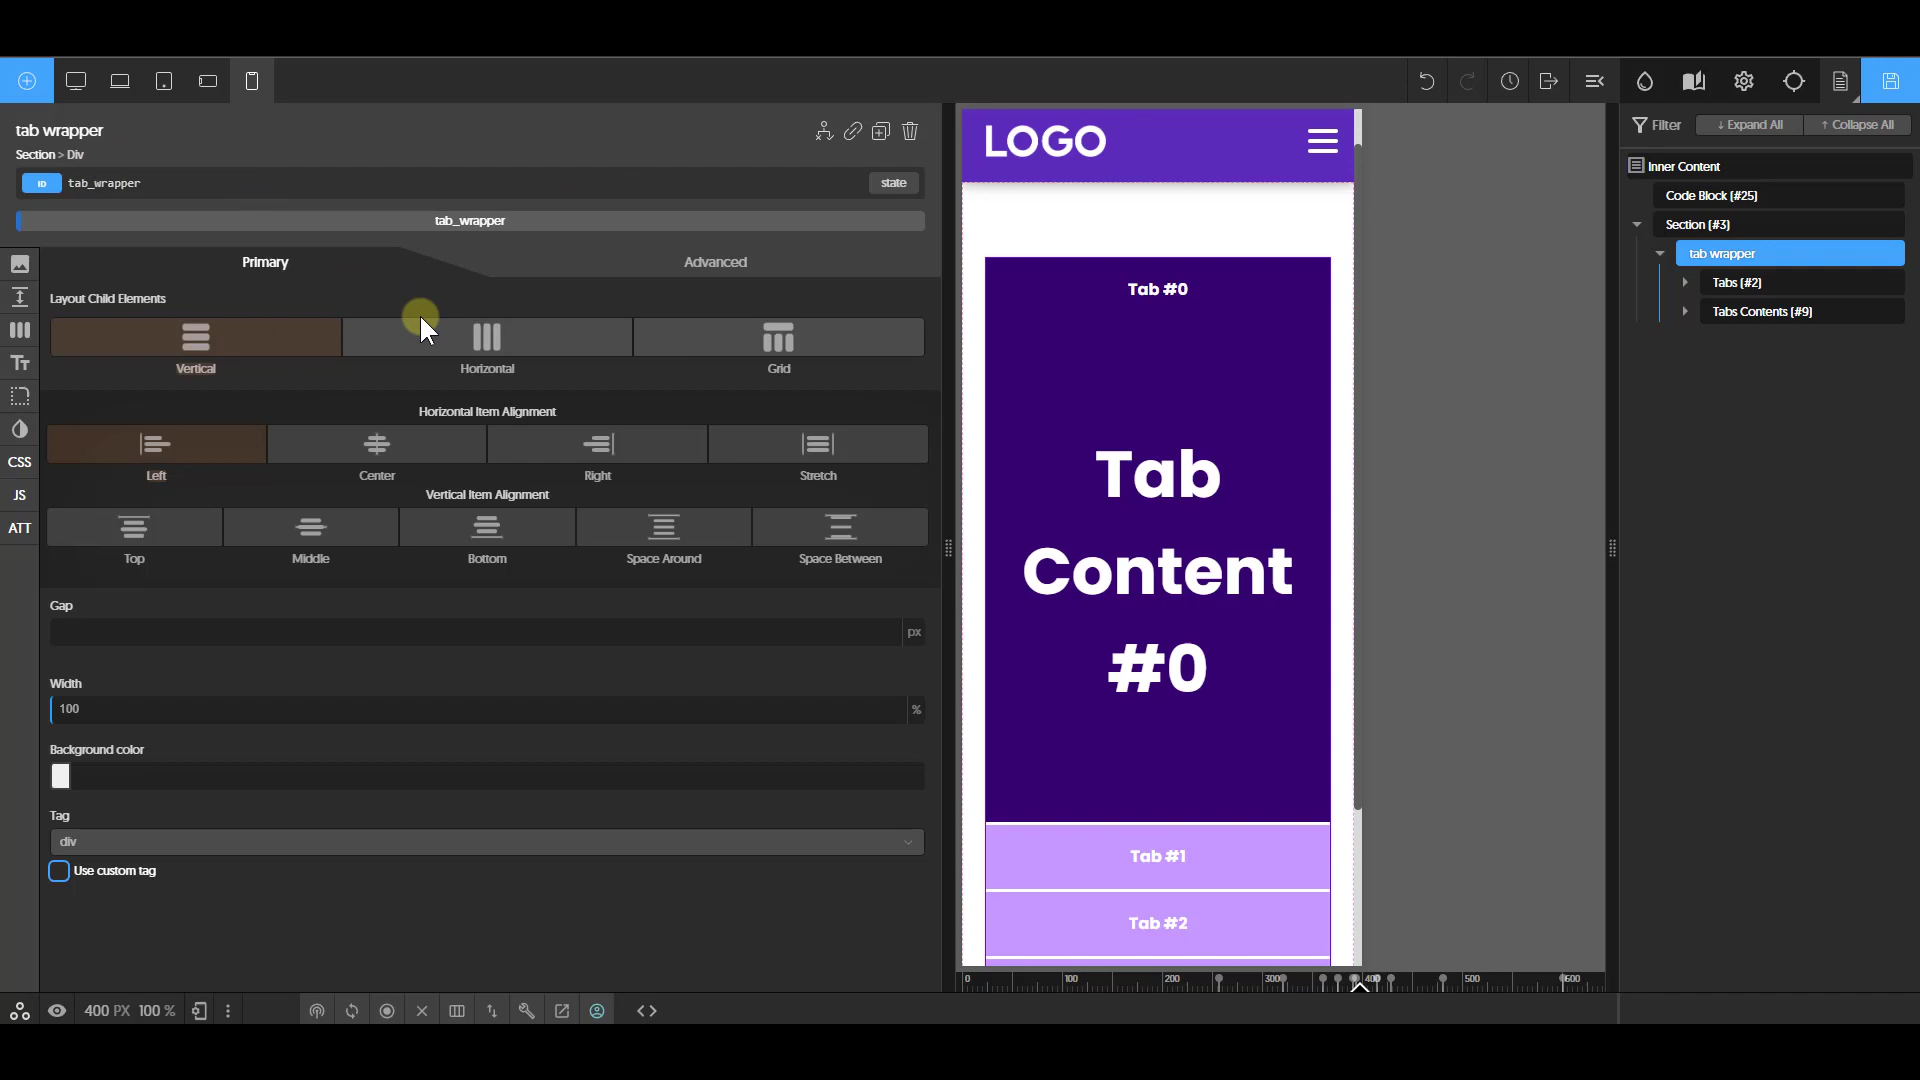 tab wrapper
Section > Div
ID tab_wrapper state
tab_wrapper
Primary Advanced
Layout Child Elements
Vertical Horizontal Grid
Horizontal Item Alignment
Left Center Right Stretch
Vertical Item Alignment
Top Middle Bottom Space Around Space Between
Gap
px
Width
100 %
Background color
Tag
div
Use custom tag
Tt
CSS
JS
ATT
400 PX 100 %
LOGO
Tab #0
Tab
Content
#0
Tab #1
Tab #2
0 100 200 300 400 500 600
Filter ↓ Expand All ↑ Collapse All
Inner Content
Code Block (#25)
Section (#3)
tab wrapper
Tabs (#2)
Tabs Contents (#9)